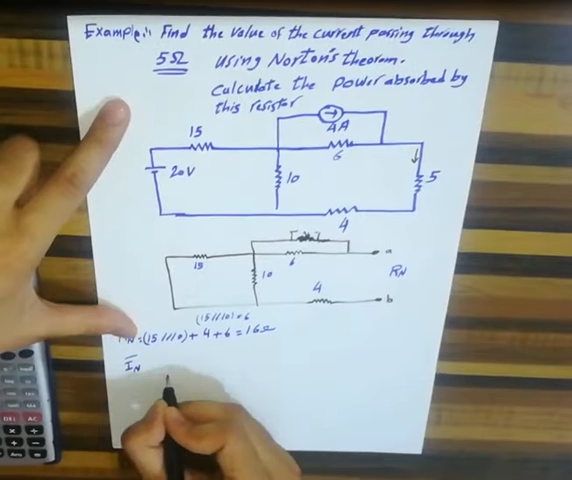 Example: Find the value of the current passing through
5Ω using Norton's theorem.
Calculate the power absorbed by
this resistor
4A
15
6
20V
10
5
4
15
6
a
10
RN
4
b
(15//10)=6
N=(15//10)+4+6=16Ω
IN